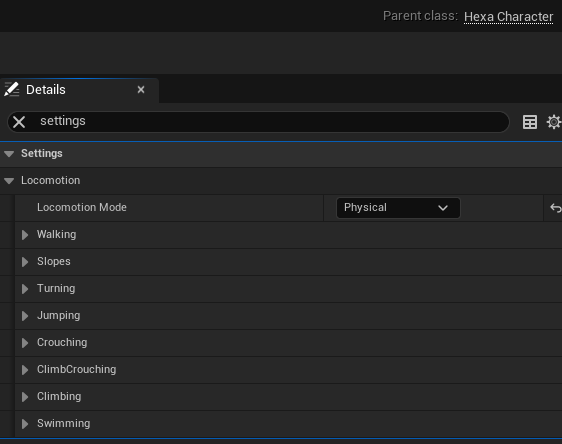 Parent class: Hexa Character
Details
settings
Settings
Locomotion
Locomotion Mode Physical
Walking
Slopes
Turning
Jumping
Crouching
ClimbCrouching
Climbing
Swimming